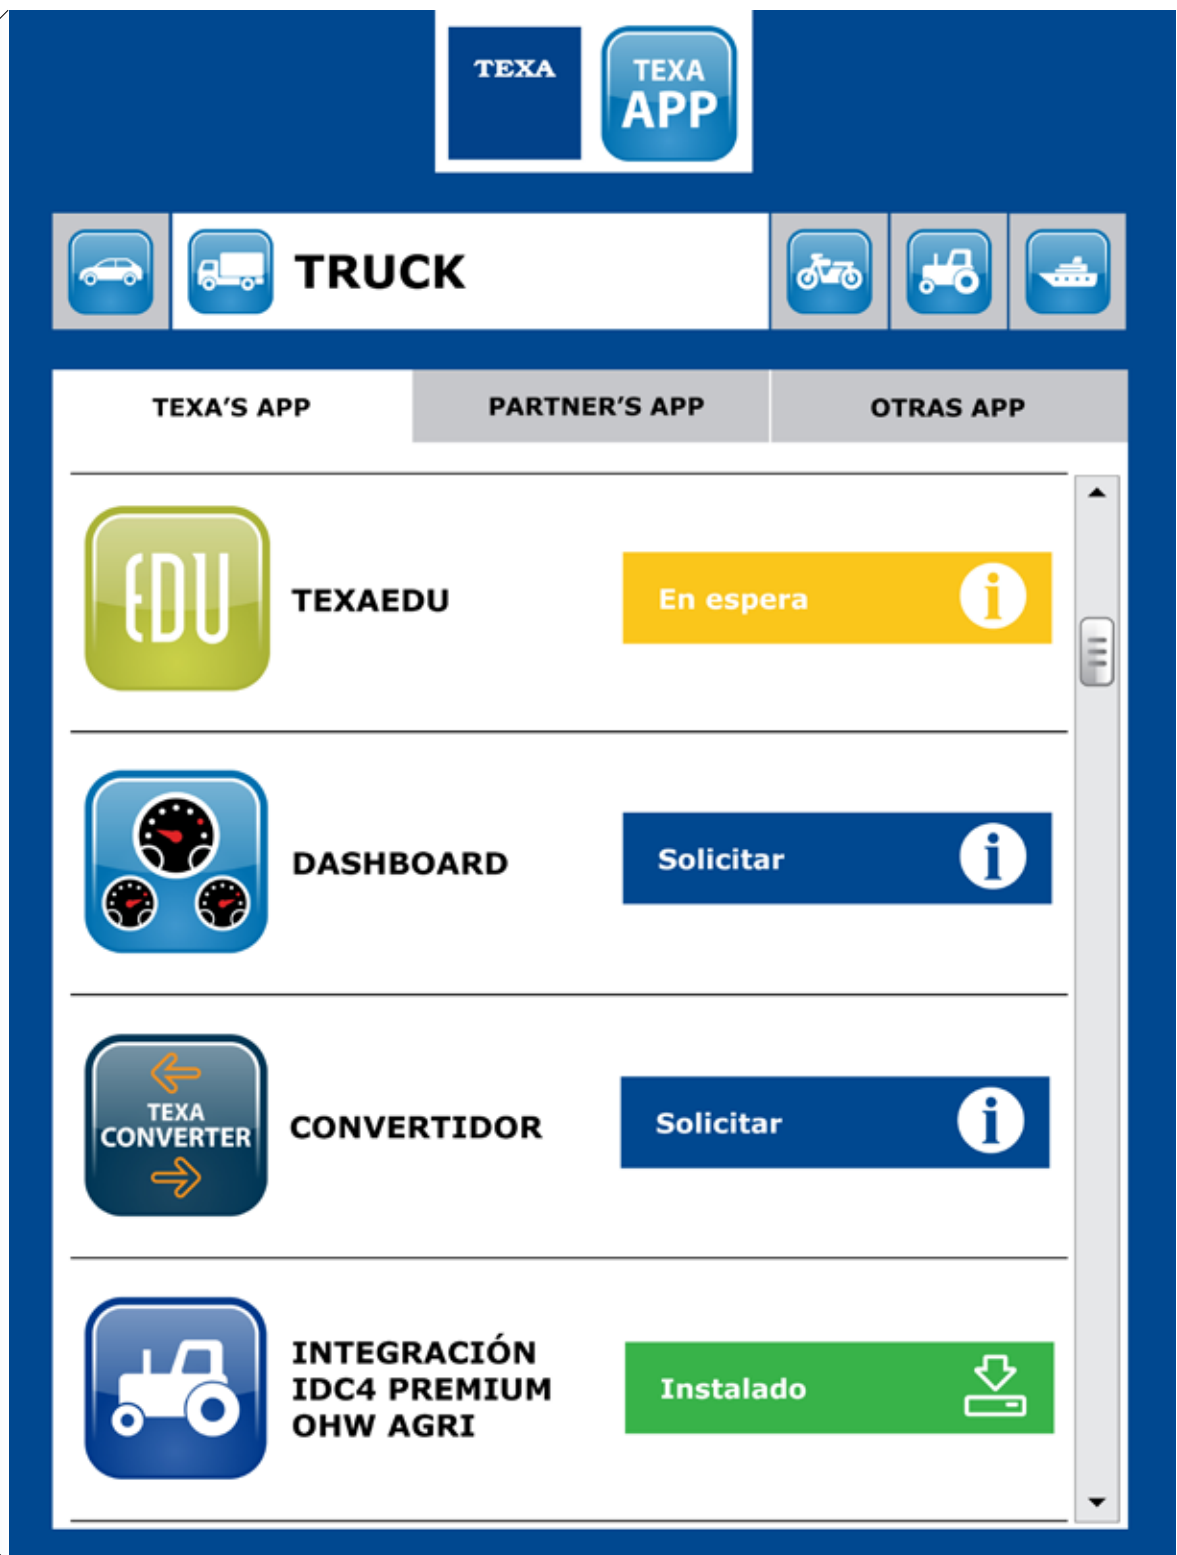 TEXA
TEXA
APP
TRUCK
TEXA'S APP
PARTNER'S APP
OTRAS APP
EDU
TEXAEDU
En espera
i
DASHBOARD
Solicitar
i
TEXA
CONVERTER
CONVERTIDOR
Solicitar
i
INTEGRACIÓN
IDC4 PREMIUM
OHW AGRI
Instalado